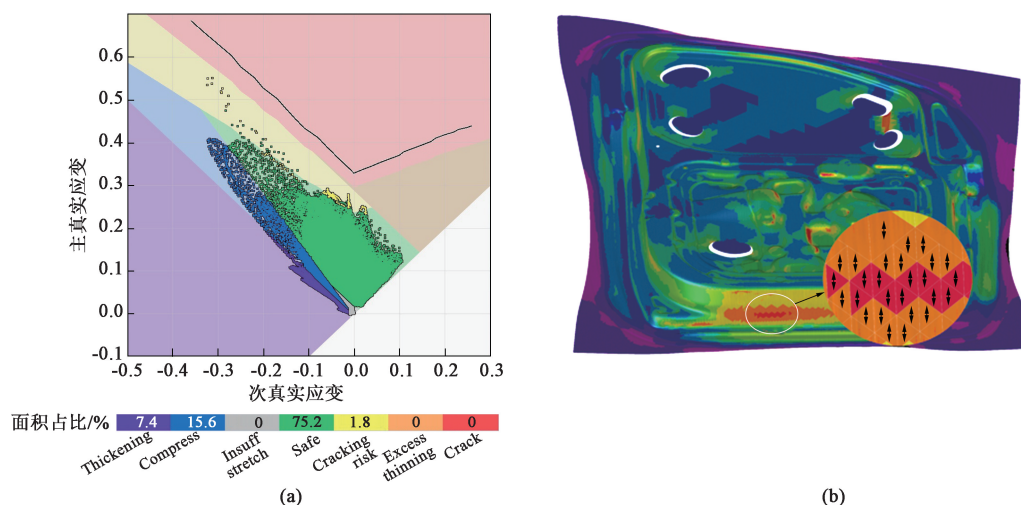 0.6
0.5
0.4
0.3
0.2
0.1
0.0
-0.1
主真实应变
-0.5 -0.4 -0.3 -0.2 -0.1 0.0 0.1 0.2 0.3
次真实应变
面积占比/% 7.4 15.6 0 75.2 1.8 0 0
Thickening
Compress
Insuff
stretch
Safe
Cracking
risk
Excess
thinning
Crack
(a)
(b)